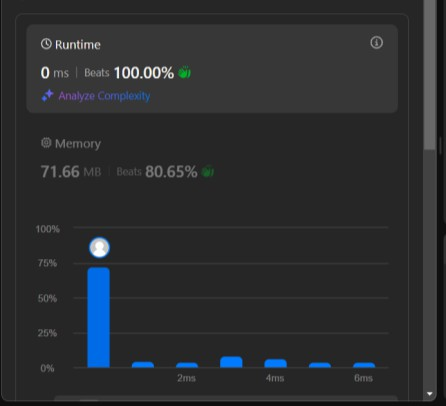 Runtime
0 ms | Beats 100.00%
Analyze Complexity
Memory
71.66 MB | Beats 80.65%
100%
75%
50%
25%
0%
2ms 4ms 6ms